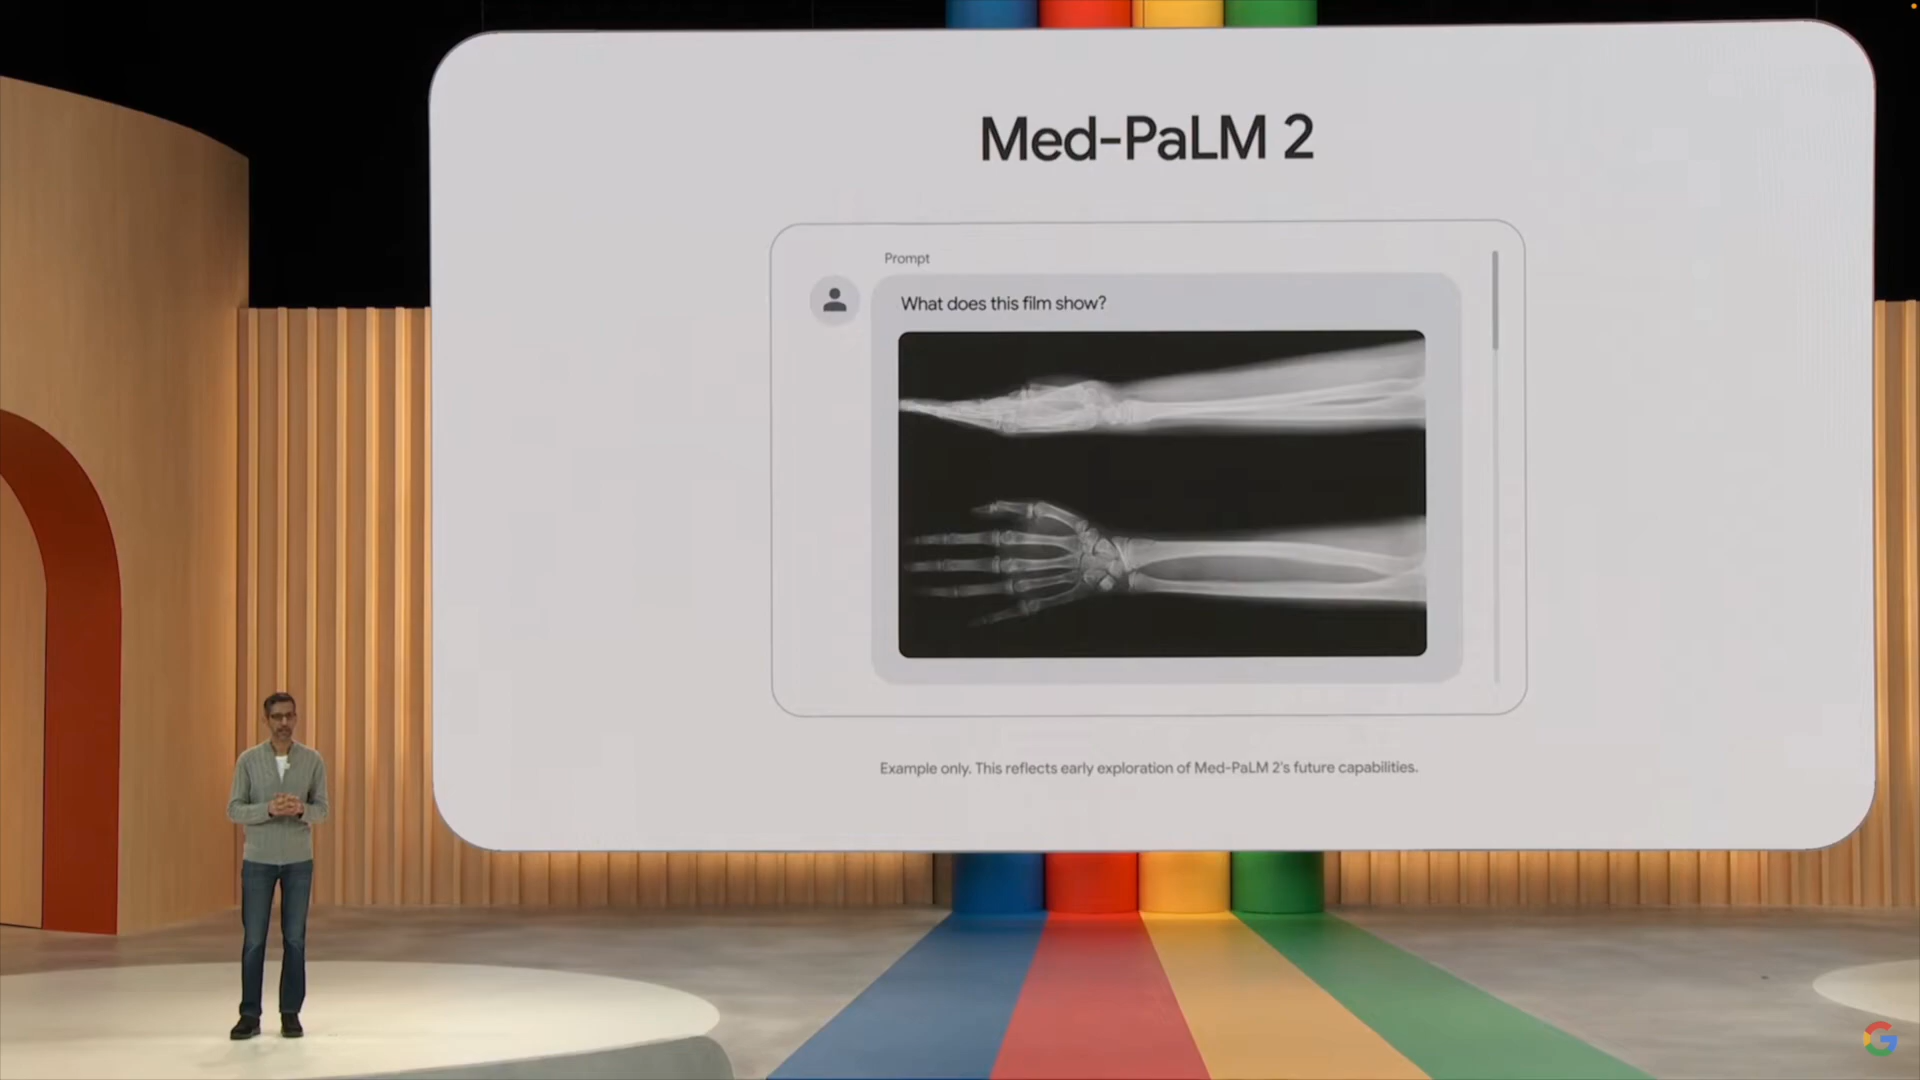 Med-PaLM 2
Prompt
What does this film show?
Example only. This reflects early exploration of Med-PaLM 2's future capabilities.